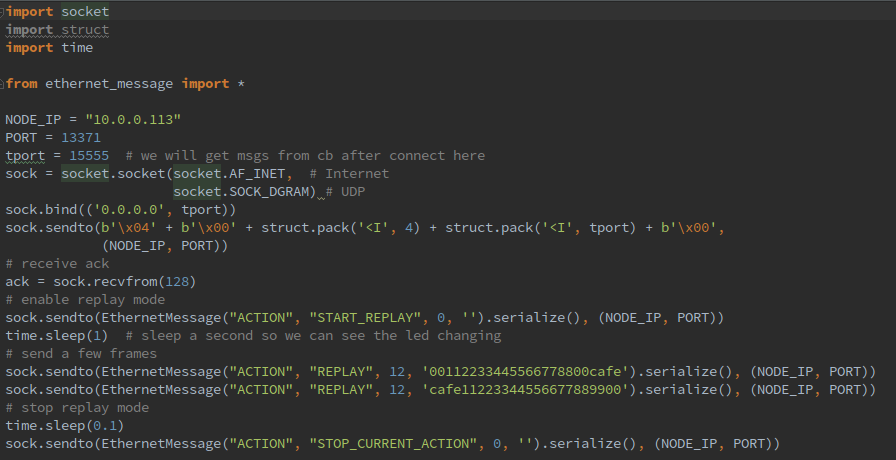 import socket
import struct
import time
from ethernet_message import *
NODE_IP = "10.0.0.113"
PORT = 13371
tport = 15555  # we will get msgs from cb after connect here
sock = socket.socket(socket.AF_INET,  # Internet
                     socket.SOCK_DGRAM) # UDP
sock.bind(('0.0.0.0', tport))
sock.sendto(b'\x04' + b'\x00' + struct.pack('<I', 4) + struct.pack('<I', tport) + b'\x00',
            (NODE_IP, PORT))
# receive ack
ack = sock.recvfrom(128)
# enable replay mode
sock.sendto(EthernetMessage("ACTION", "START_REPLAY", 0, '').serialize(), (NODE_IP, PORT))
time.sleep(1)  # sleep a second so we can see the led changing
# send a few frames
sock.sendto(EthernetMessage("ACTION", "REPLAY", 12, '00112233445566778800cafe').serialize(), (NODE_IP, PORT))
sock.sendto(EthernetMessage("ACTION", "REPLAY", 12, 'cafe11223344556677889900').serialize(), (NODE_IP, PORT))
# stop replay mode
time.sleep(0.1)
sock.sendto(EthernetMessage("ACTION", "STOP_CURRENT_ACTION", 0, '').serialize(), (NODE_IP, PORT))